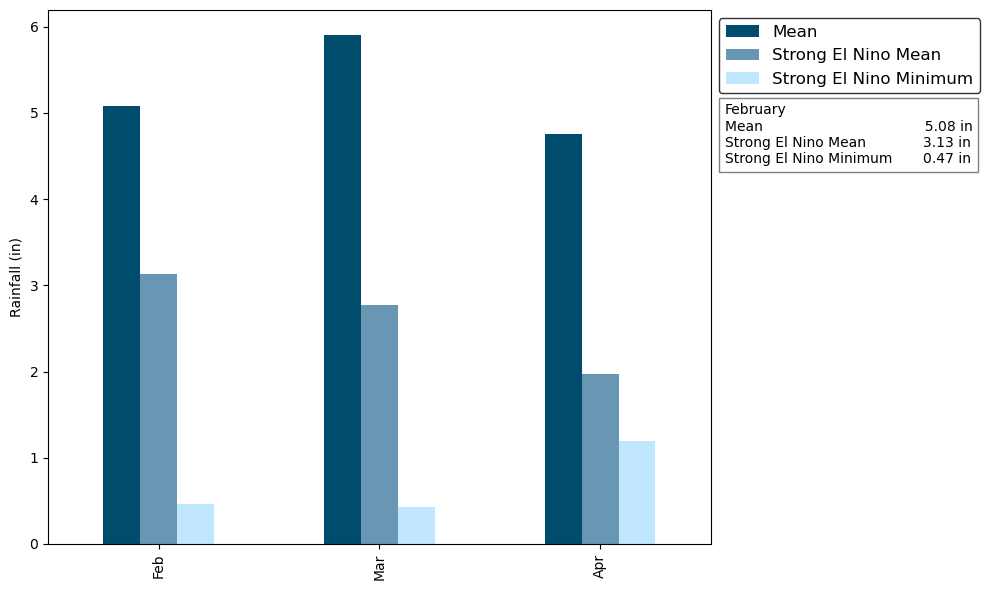 6
5
4
3
2
1
0
Rainfall (in)
Feb
Mar
Apr
Mean
Strong El Nino Mean
Strong El Nino Minimum
February
Mean 5.08 in
Strong El Nino Mean 3.13 in
Strong El Nino Minimum 0.47 in